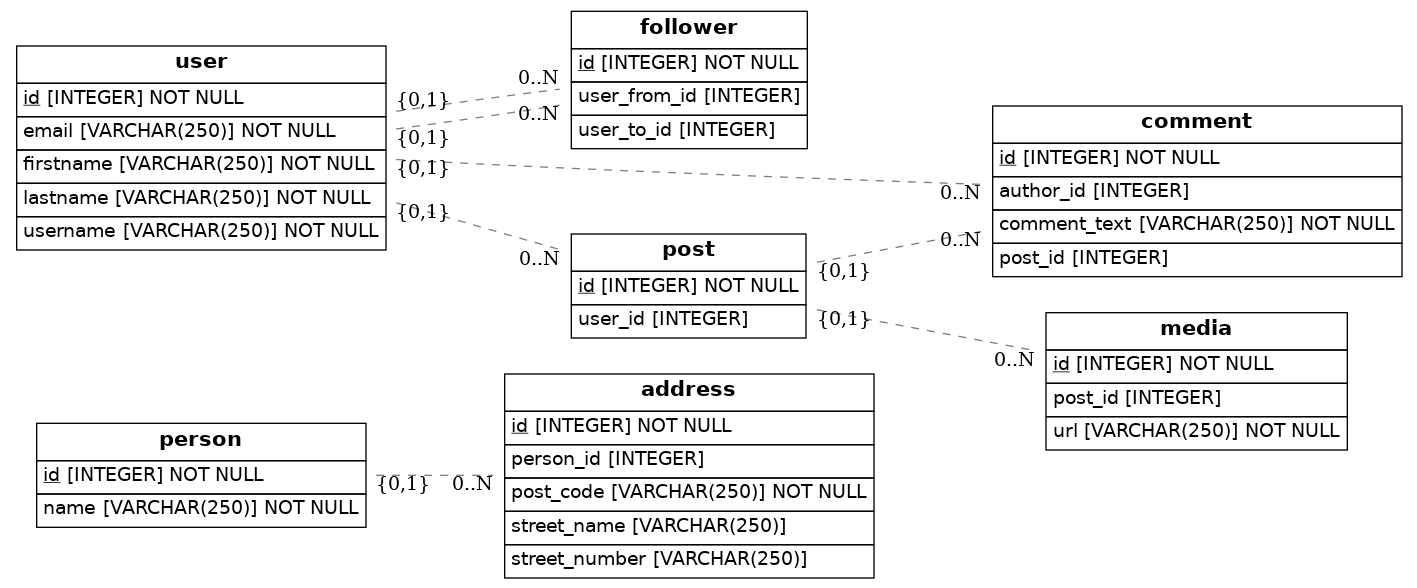 user
id [INTEGER] NOT NULL
email [VARCHAR(250)] NOT NULL
firstname [VARCHAR(250)] NOT NULL
lastname [VARCHAR(250)] NOT NULL
username [VARCHAR(250)] NOT NULL
{0,1}
{0,1}
{0,1}
{0,1}
0..N
0..N
0..N
follower
id [INTEGER] NOT NULL
user_from_id [INTEGER]
user_to_id [INTEGER]
post
id [INTEGER] NOT NULL
user_id [INTEGER]
{0,1}
{0,1}
0..N
0..N
0..N
comment
id [INTEGER] NOT NULL
author_id [INTEGER]
comment_text [VARCHAR(250)] NOT NULL
post_id [INTEGER]
media
id [INTEGER] NOT NULL
post_id [INTEGER]
url [VARCHAR(250)] NOT NULL
person
id [INTEGER] NOT NULL
name [VARCHAR(250)] NOT NULL
{0,1}
0..N
address
id [INTEGER] NOT NULL
person_id [INTEGER]
post_code [VARCHAR(250)] NOT NULL
street_name [VARCHAR(250)]
street_number [VARCHAR(250)]